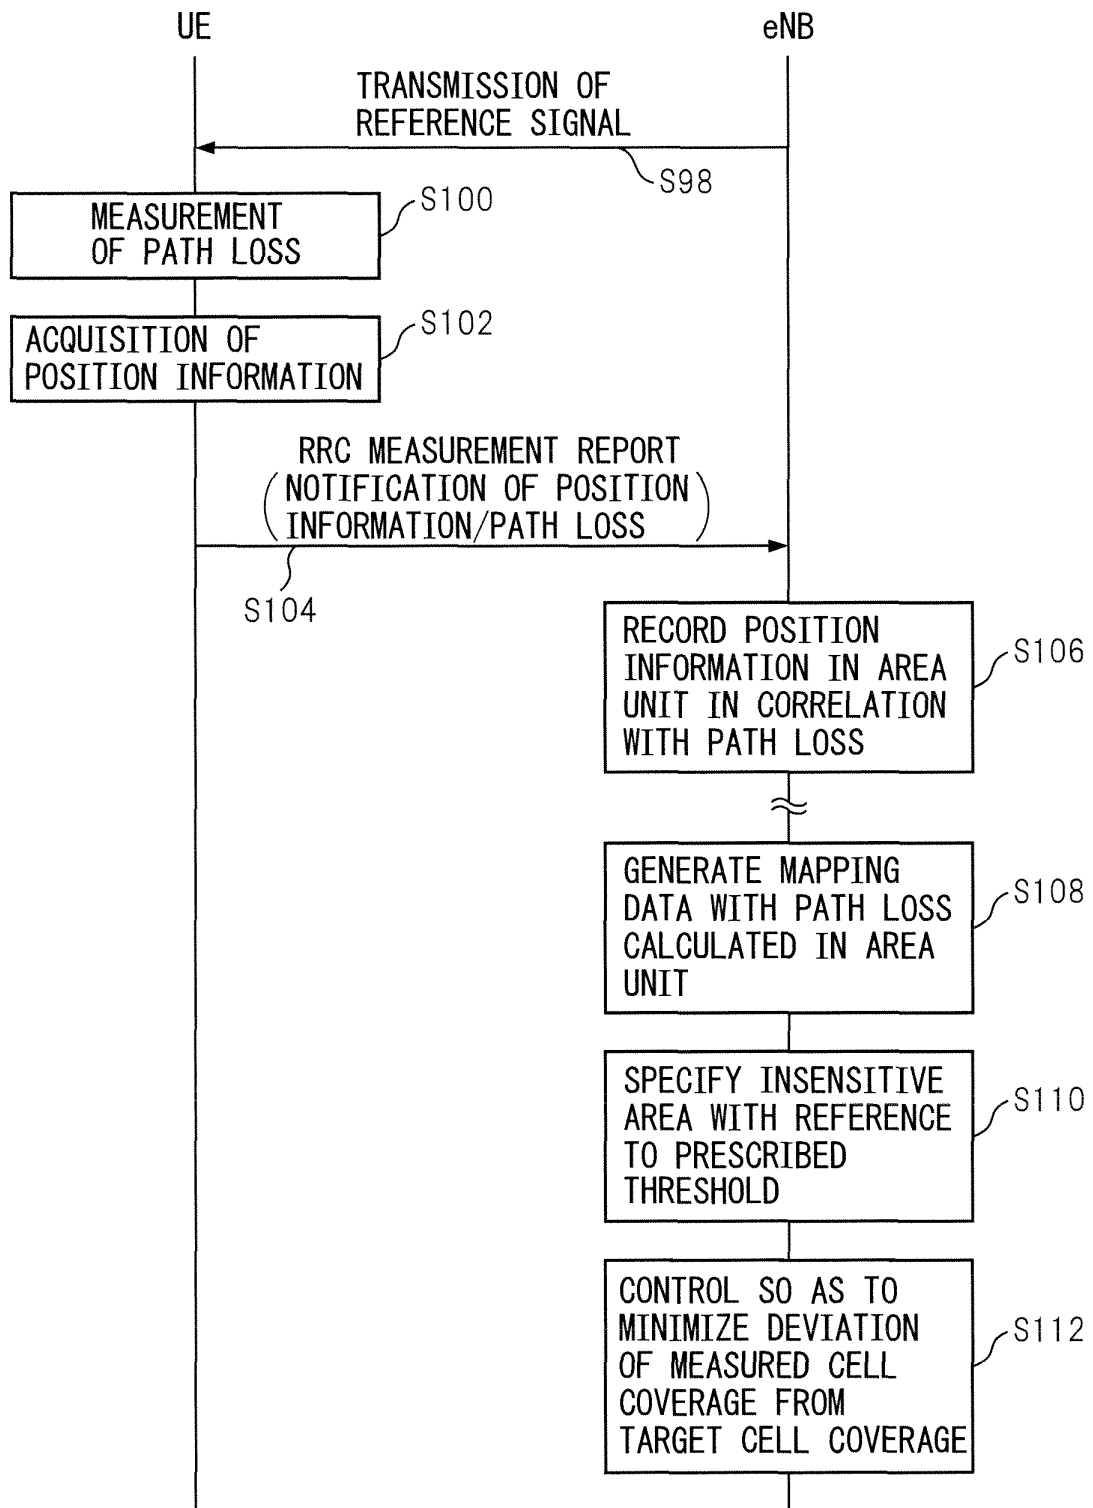 UE
eNB
TRANSMISSION OF
REFERENCE SIGNAL
S98
MEASUREMENT
OF PATH LOSS
S100
ACQUISITION OF
POSITION INFORMATION
S102
RRC MEASUREMENT REPORT
(NOTIFICATION OF POSITION
INFORMATION/PATH LOSS)
S104
RECORD POSITION
INFORMATION IN AREA
UNIT IN CORRELATION
WITH PATH LOSS
S106
GENERATE MAPPING
DATA WITH PATH LOSS
CALCULATED IN AREA
UNIT
S108
SPECIFY INSENSITIVE
AREA WITH REFERENCE
TO PRESCRIBED
THRESHOLD
S110
CONTROL SO AS TO
MINIMIZE DEVIATION
OF MEASURED CELL
COVERAGE FROM
TARGET CELL COVERAGE
S112